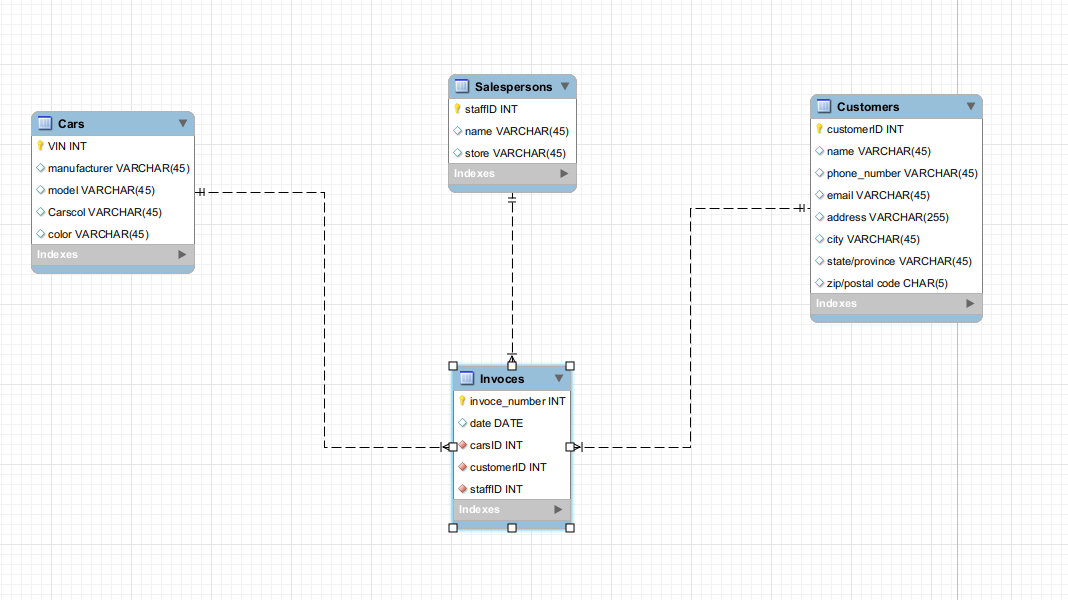 Cars
VIN INT
manufacturer VARCHAR(45)
model VARCHAR(45)
Carscol VARCHAR(45)
color VARCHAR(45)
Indexes
Salespersons
staffID INT
name VARCHAR(45)
store VARCHAR(45)
Indexes
Customers
customerID INT
name VARCHAR(45)
phone_number VARCHAR(45)
email VARCHAR(45)
address VARCHAR(255)
city VARCHAR(45)
state/province VARCHAR(45)
zip/postal code CHAR(5)
Indexes
Invoces
invoce_number INT
date DATE
carsID INT
customerID INT
staffID INT
Indexes